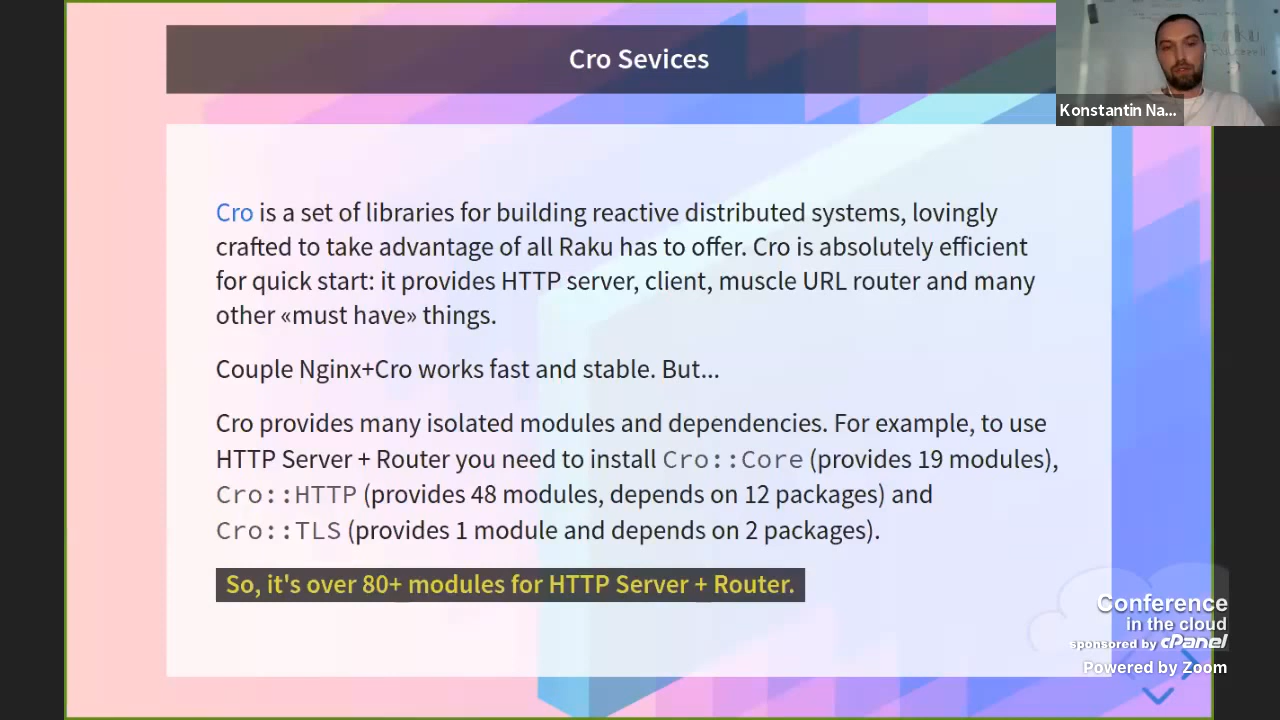 Cro Sevices
Konstantin Na...
Cro is a set of libraries for building reactive distributed systems, lovingly
crafted to take advantage of all Raku has to offer. Cro is absolutely efficient
for quick start: it provides HTTP server, client, muscle URL router and many
other «must have» things.
Couple Nginx+Cro works fast and stable. But...
Cro provides many isolated modules and dependencies. For example, to use
HTTP Server + Router you need to install Cro::Core (provides 19 modules),
Cro::HTTP (provides 48 modules, depends on 12 packages) and
Cro::TLS (provides 1 module and depends on 2 packages).
So, it's over 80+ modules for HTTP Server + Router.
Conference
in the cloud
sponsored by cPanel
Powered by Zoom